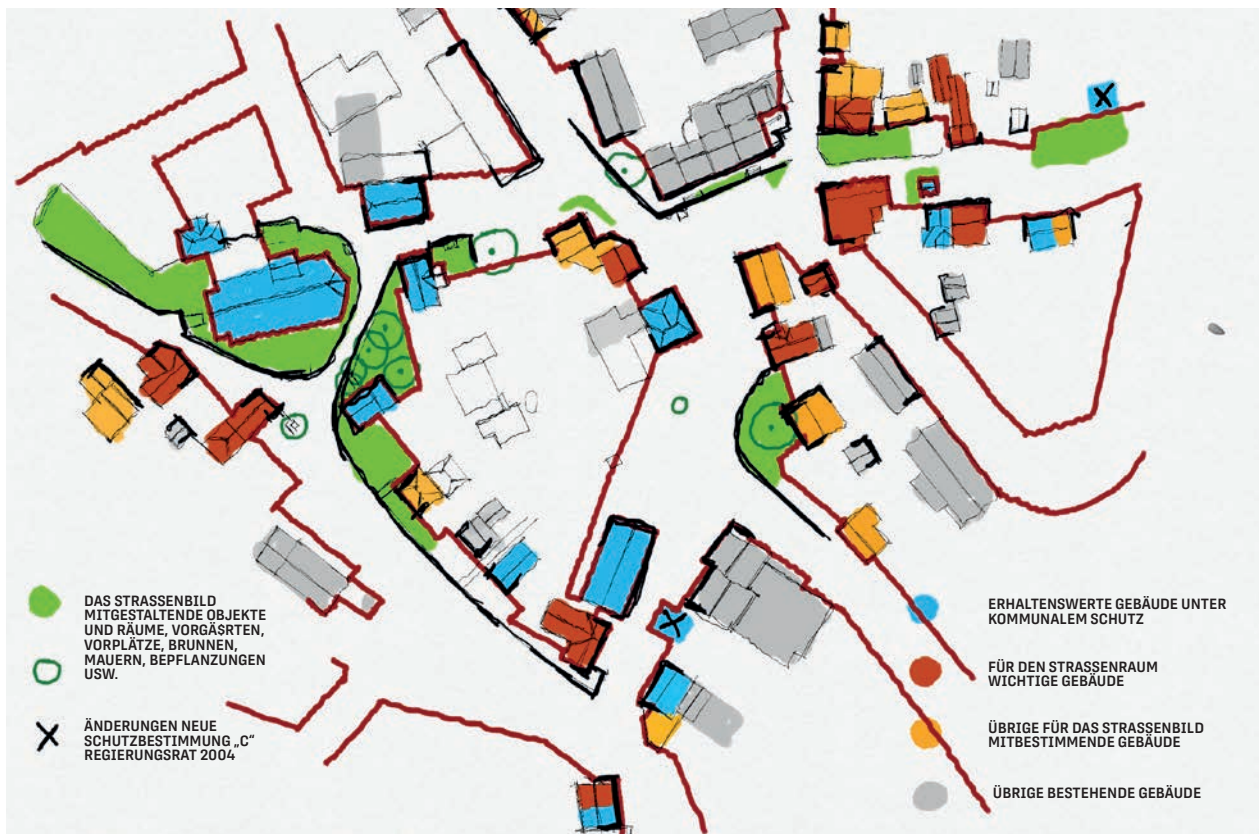 DAS STRASSENBILD
MITGESTALTENDE OBJEKTE
UND RÄUME, VORGÄSRTEN,
VORPLÄTZE, BRUNNEN,
MAUERN, BEPFLANZUNGEN
USW.
ÄNDERUNGEN NEUE
SCHUTZBESTIMMUNG „C“
REGIERUNGSRAT 2004
ERHALTENSWERTE GEBÄUDE UNTER
KOMMUNALEM SCHUTZ
FÜR DEN STRASSENRAUM
WICHTIGE GEBÄUDE
ÜBRIGE FÜR DAS STRASSENBILD
MITBESTIMMENDE GEBÄUDE
ÜBRIGE BESTEHENDE GEBÄUDE